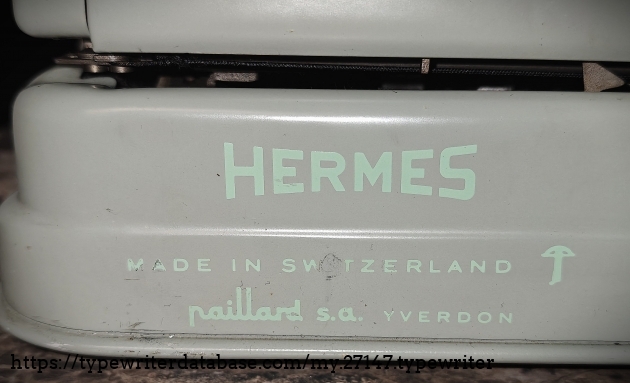 HERMES
MADE IN SWITZERLAND
paillard s.a. YVERDON
https://typewriterdatabase.com/my.27147.typewriter